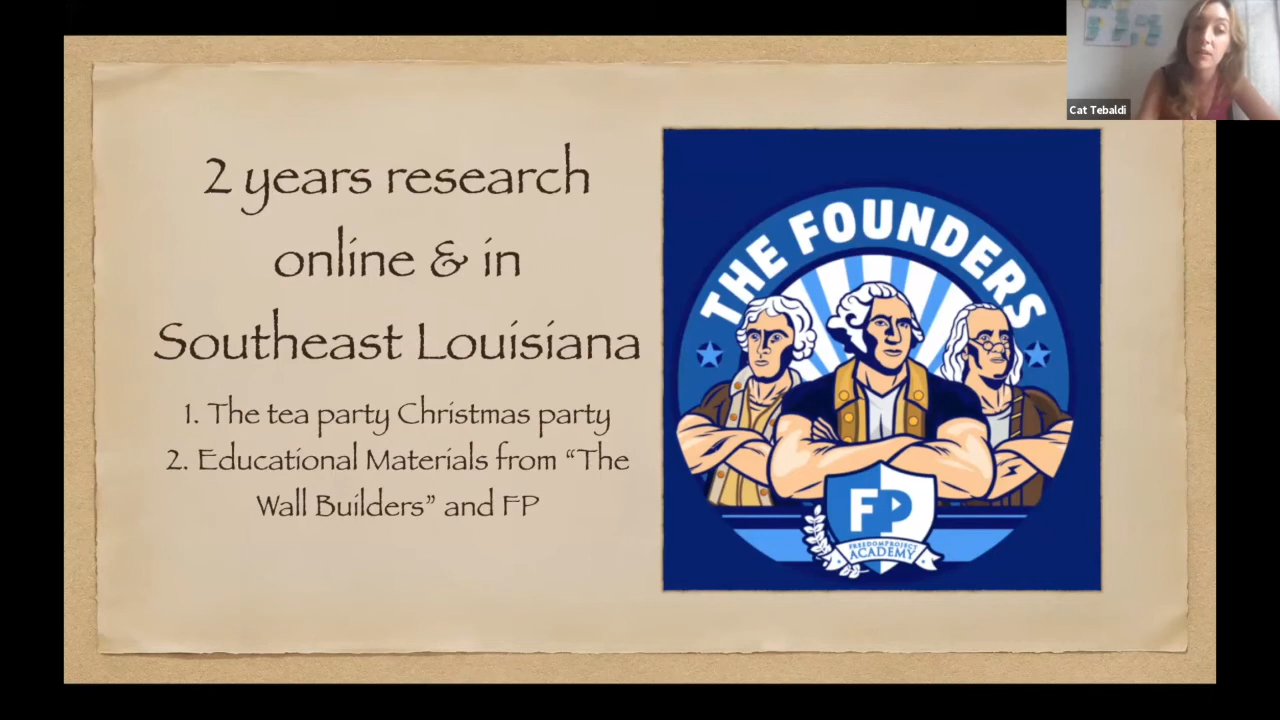 Cat Tebaldi
2 years research
online & in
Southeast Louisiana
1. The tea party Christmas party
2. Educational Materials from “The
Wall Builders” and FP
THE FOUNDERS
FP
FREEDOMPROJECT
ACADEMY